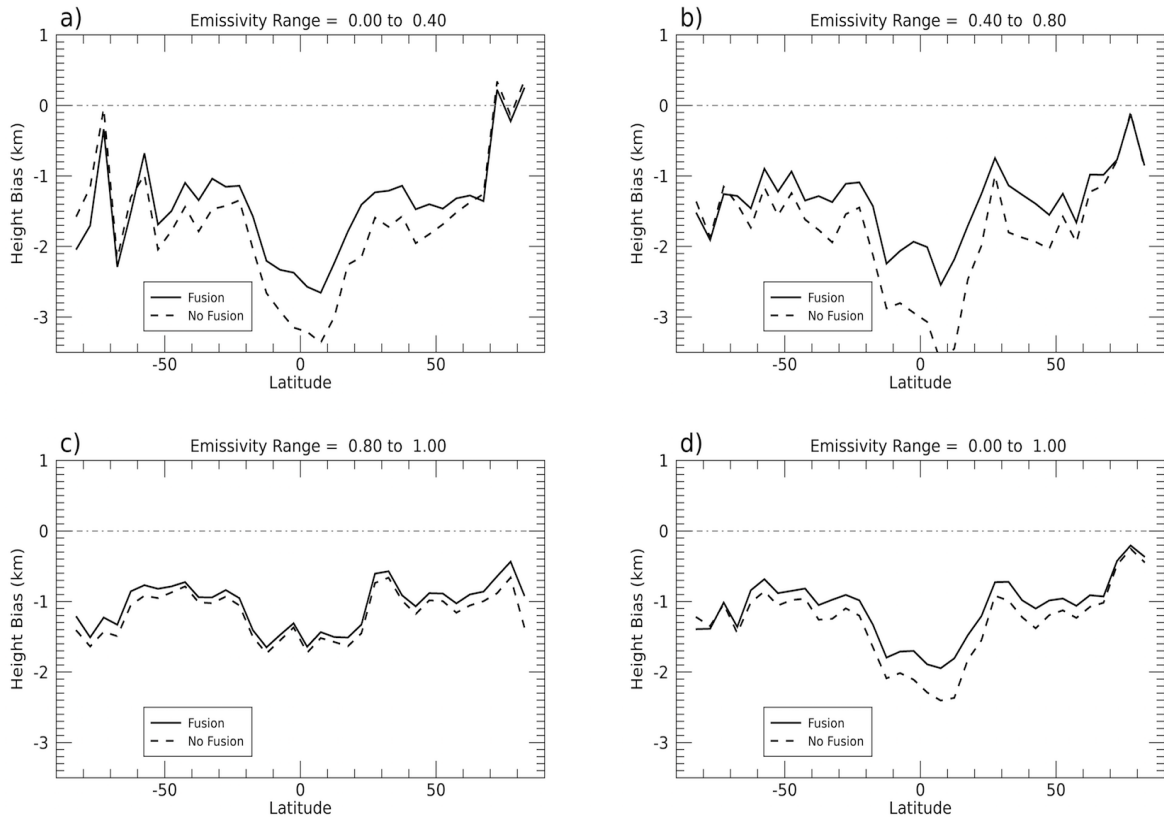 a)
Emissivity Range = 0.00 to 0.40
1
0
-1
-2
-3
Height Bias (km)
Fusion
No Fusion
-50
0
50
Latitude
b)
Emissivity Range = 0.40 to 0.80
1
0
-1
-2
-3
Height Bias (km)
Fusion
No Fusion
-50
0
50
Latitude
c)
Emissivity Range = 0.80 to 1.00
1
0
-1
-2
-3
Height Bias (km)
Fusion
No Fusion
-50
0
50
Latitude
d)
Emissivity Range = 0.00 to 1.00
1
0
-1
-2
-3
Height Bias (km)
Fusion
No Fusion
-50
0
50
Latitude